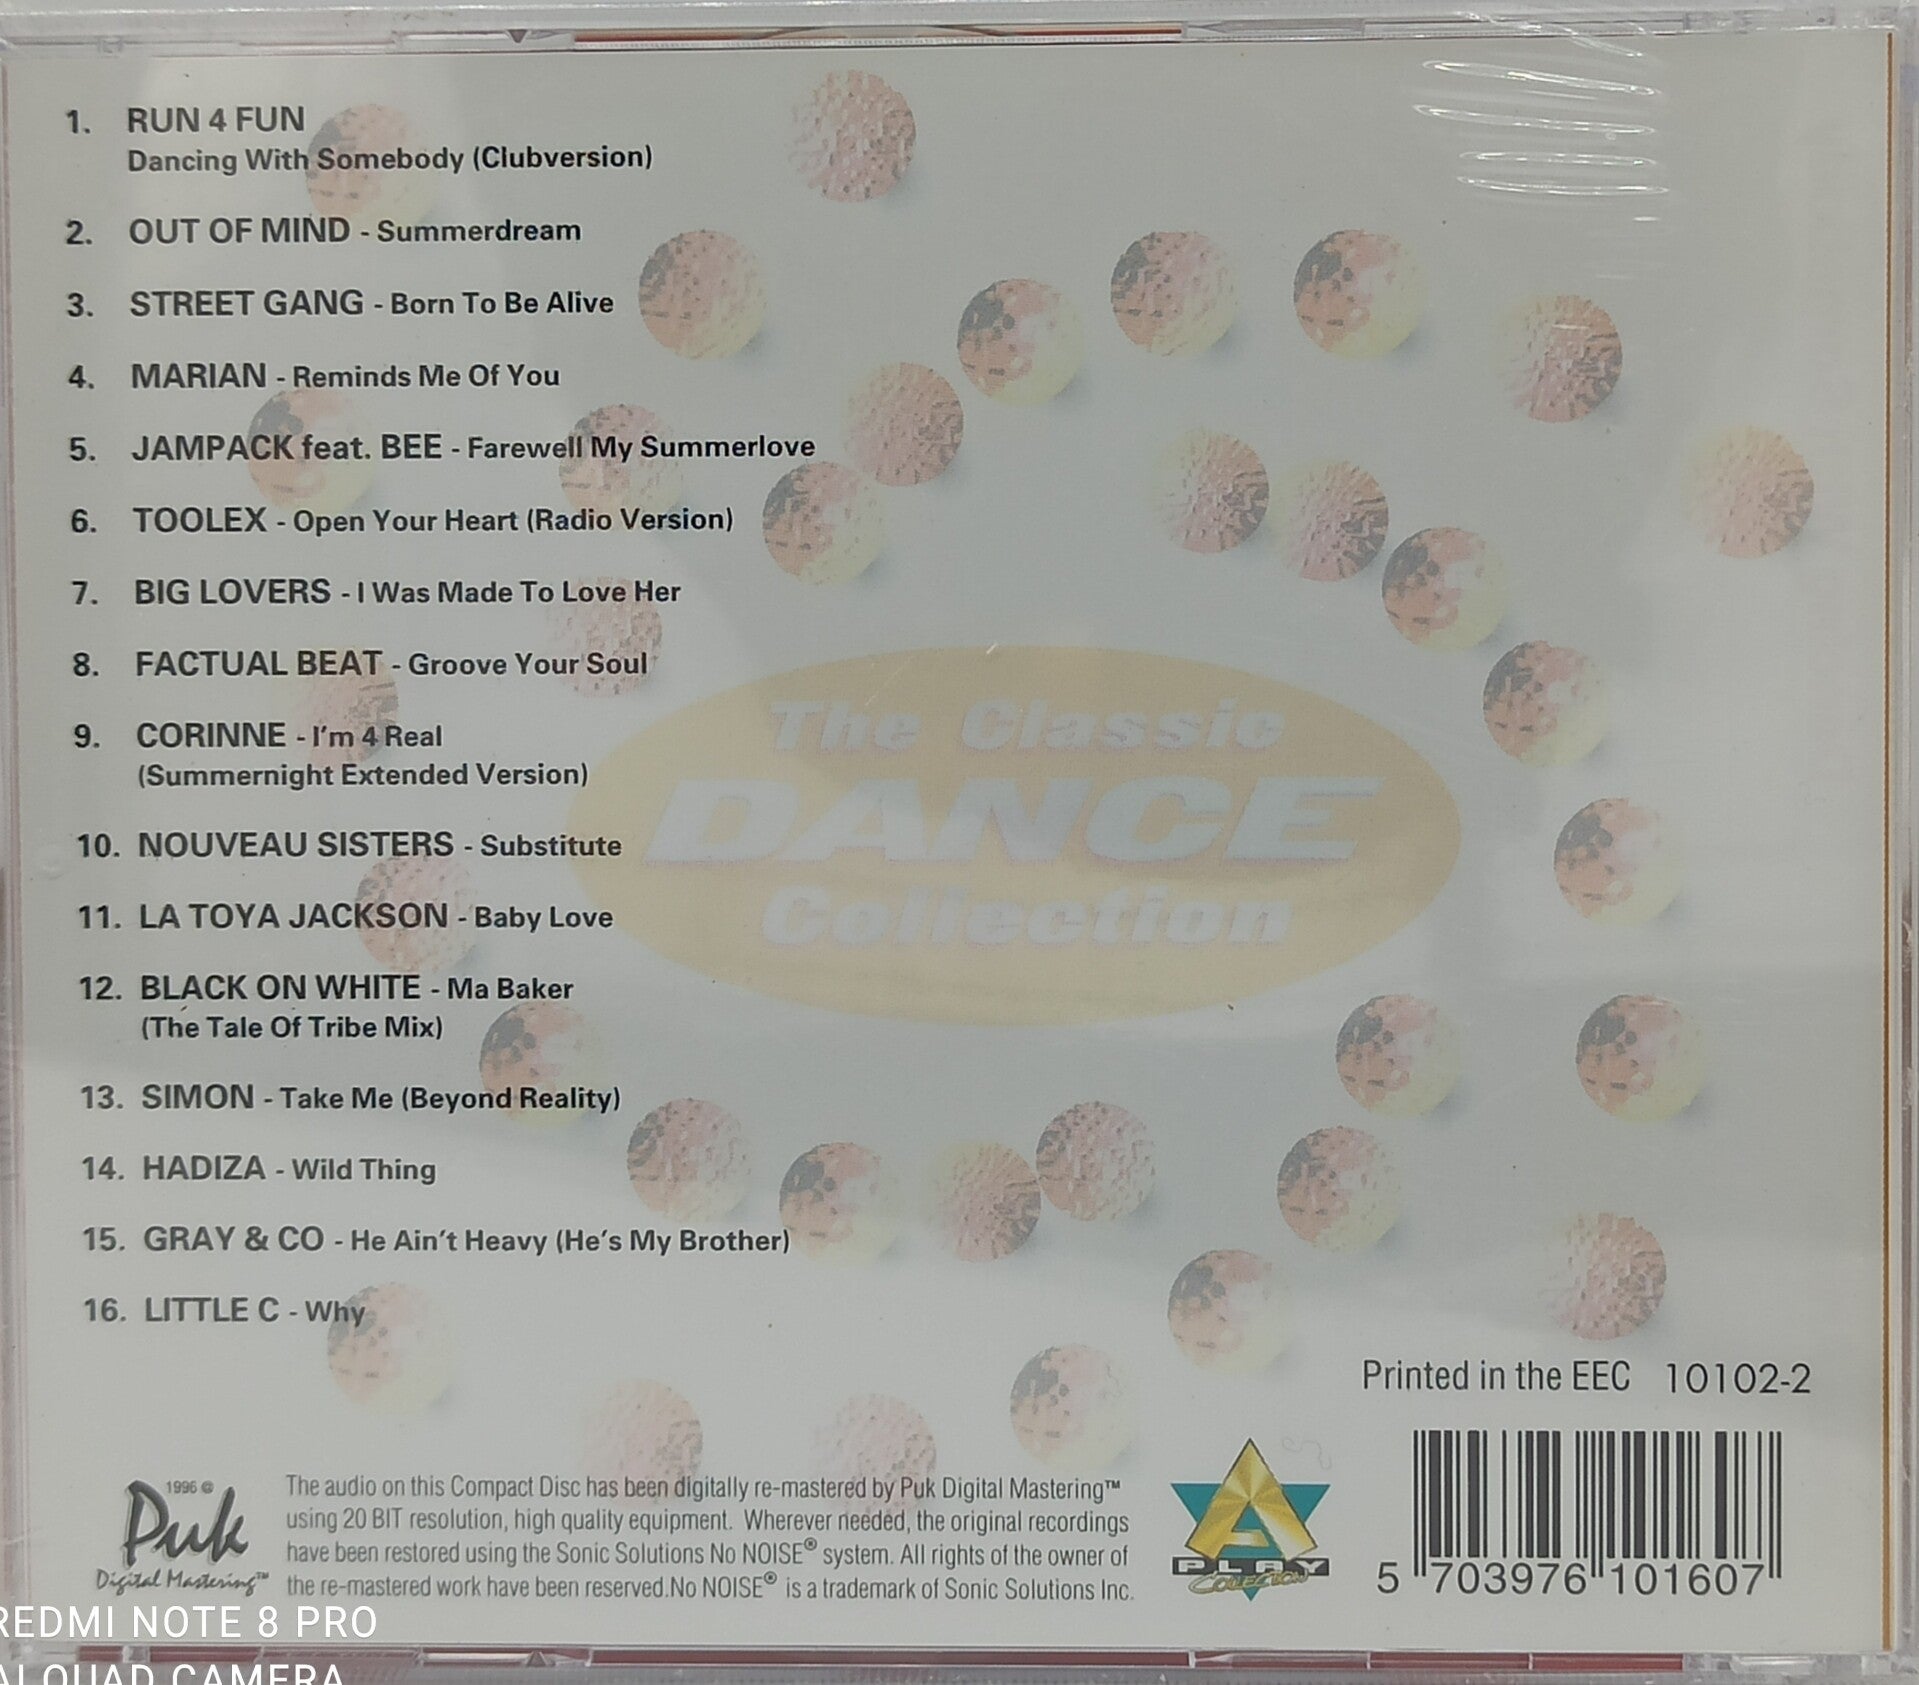 1. RUN 4 FUN
Dancing With Somebody (Clubversion)
2. OUT OF MIND - Summerdream
3. STREET GANG - Born To Be Alive
4. MARIAN - Reminds Me Of You
5. JAMPACK feat. BEE - Farewell My Summerlove
6. TOOLEX - Open Your Heart (Radio Version)
7. BIG LOVERS - I Was Made To Love Her
8. FACTUAL BEAT - Groove Your Soul
9. CORINNE - I'm 4 Real
(Summernight Extended Version)
10. NOUVEAU SISTERS - Substitute
11. LA TOYA JACKSON - Baby Love
12. BLACK ON WHITE - Ma Baker
(The Tale Of Tribe Mix)
13. SIMON - Take Me (Beyond Reality)
14. HADIZA - Wild Thing
15. GRAY & CO - He Ain't Heavy (He's My Brother)
16. LITTLE C - Why
The Classic
DANCE
Collection
Printed in the EEC 10102-2
1996 @
Puk
Digital Mastering™
The audio on this Compact Disc has been digitally re-mastered by Puk Digital Mastering™
using 20 BIT resolution, high quality equipment. Wherever needed, the original recordings
have been restored using the Sonic Solutions No NOISE® system. All rights of the owner of
the re-mastered work have been reserved.No NOISE® is a trademark of Sonic Solutions Inc.
A
PLAY
COLLECTION
5 703976 101607
REDMI NOTE 8 PRO
AI QUAD CAMERA